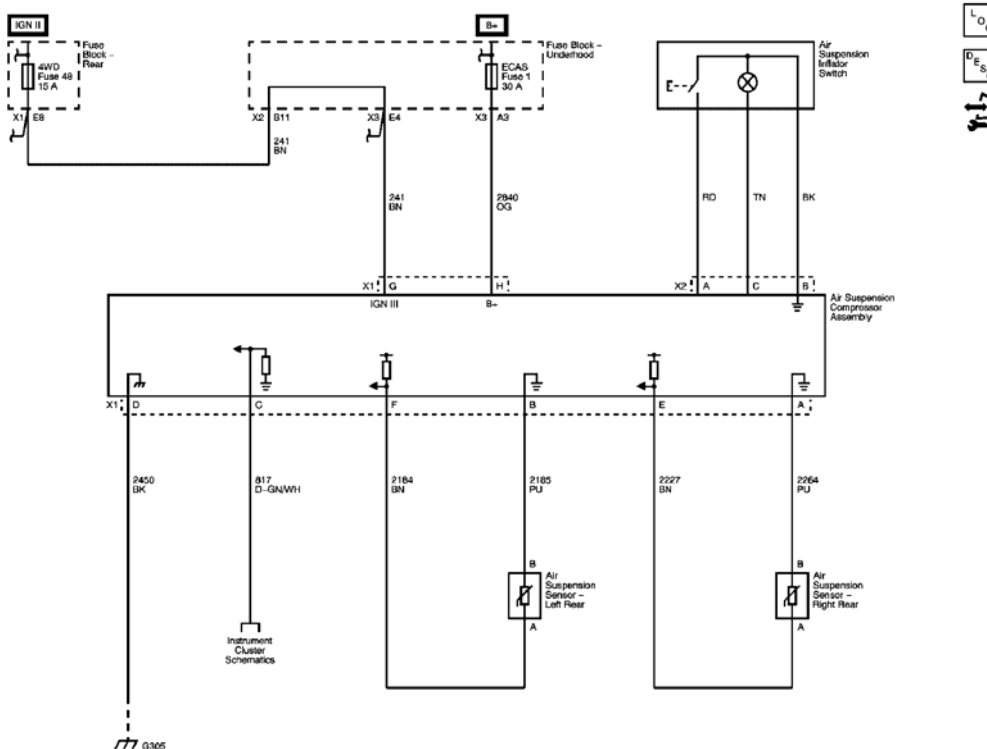 IGN II
B+
Fuse
Block –
Rear
4WD
Fuse 48
15 A
Fuse Block –
Underhood
ECAS
Fuse 1
30 A
Air
Suspension
Inflator
Switch
L
O
D
E
S
X1 E8
X2 B11
X3 E4
X3 A3
241
BN
241
BN
2840
OG
RD
TN
BK
X1 G
H
X2 A
C
B
IGN III
B+
Air Suspension
Compressor
Assembly
X1 D
C
F
B
E
A
2450
BK
817
D-GN/WH
2184
BN
2185
PU
2227
BN
2264
PU
B
Air
Suspension
Sensor –
Left Rear
A
B
Air
Suspension
Sensor –
Right Rear
A
Instrument
Cluster
Schematics
G305